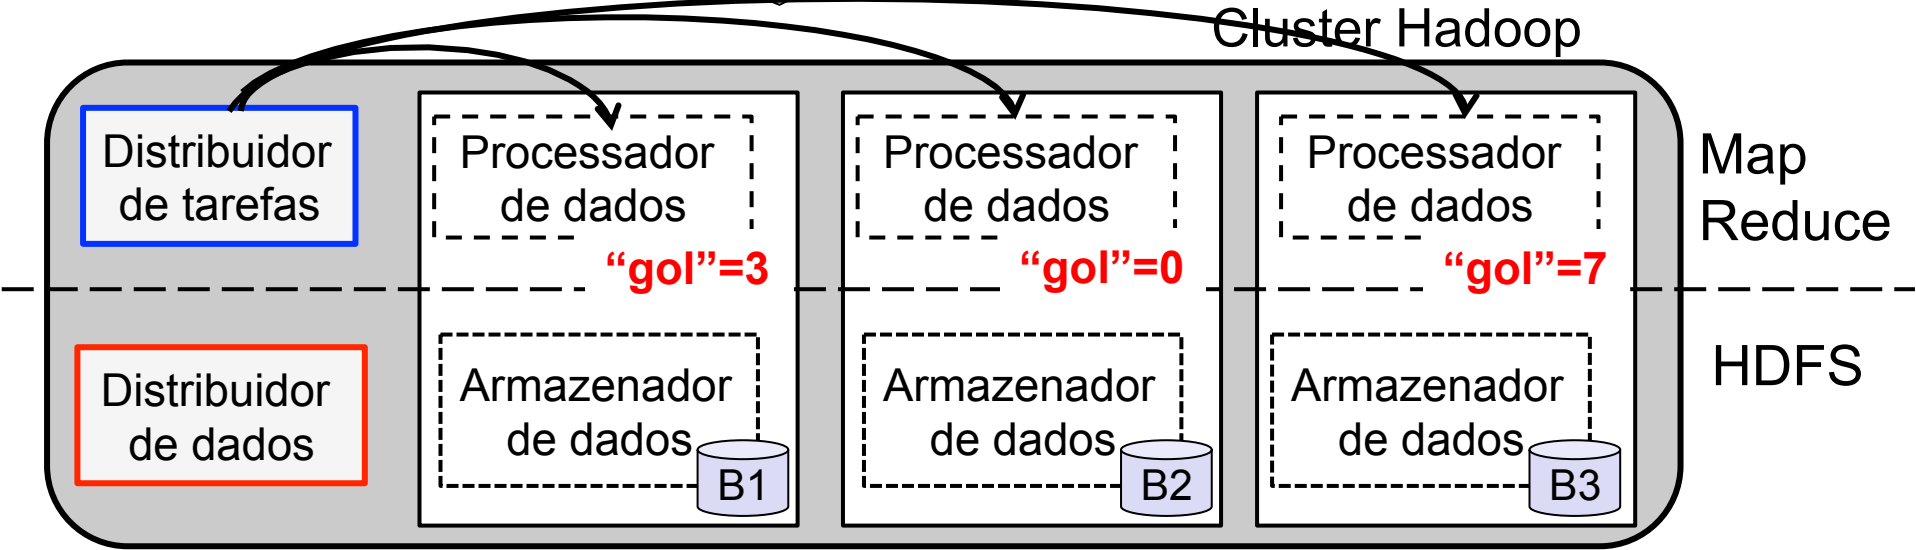 Cluster Hadoop
Distribuidor
de tarefas
Processador
de dados
“gol”=3
Processador
de dados
“gol”=0
Processador
de dados
“gol”=7
Map
Reduce
Distribuidor
de dados
Armazenador
de dados
B1
Armazenador
de dados
B2
Armazenador
de dados
B3
HDFS